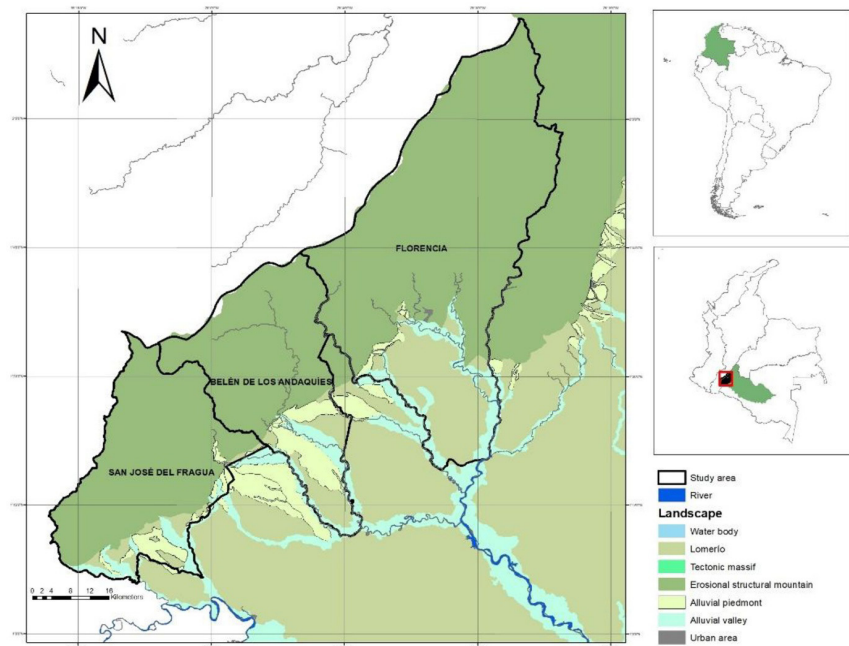 N
FLORENCIA
BELÉN DE LOS ANDAQUÍES
SAN JOSÉ DEL FRAGUA
0 2 4 8 12 16
Kilometers
Study area
River
Landscape
Water body
Lomerío
Tectonic massif
Erosional structural mountain
Alluvial piedmont
Alluvial valley
Urban area